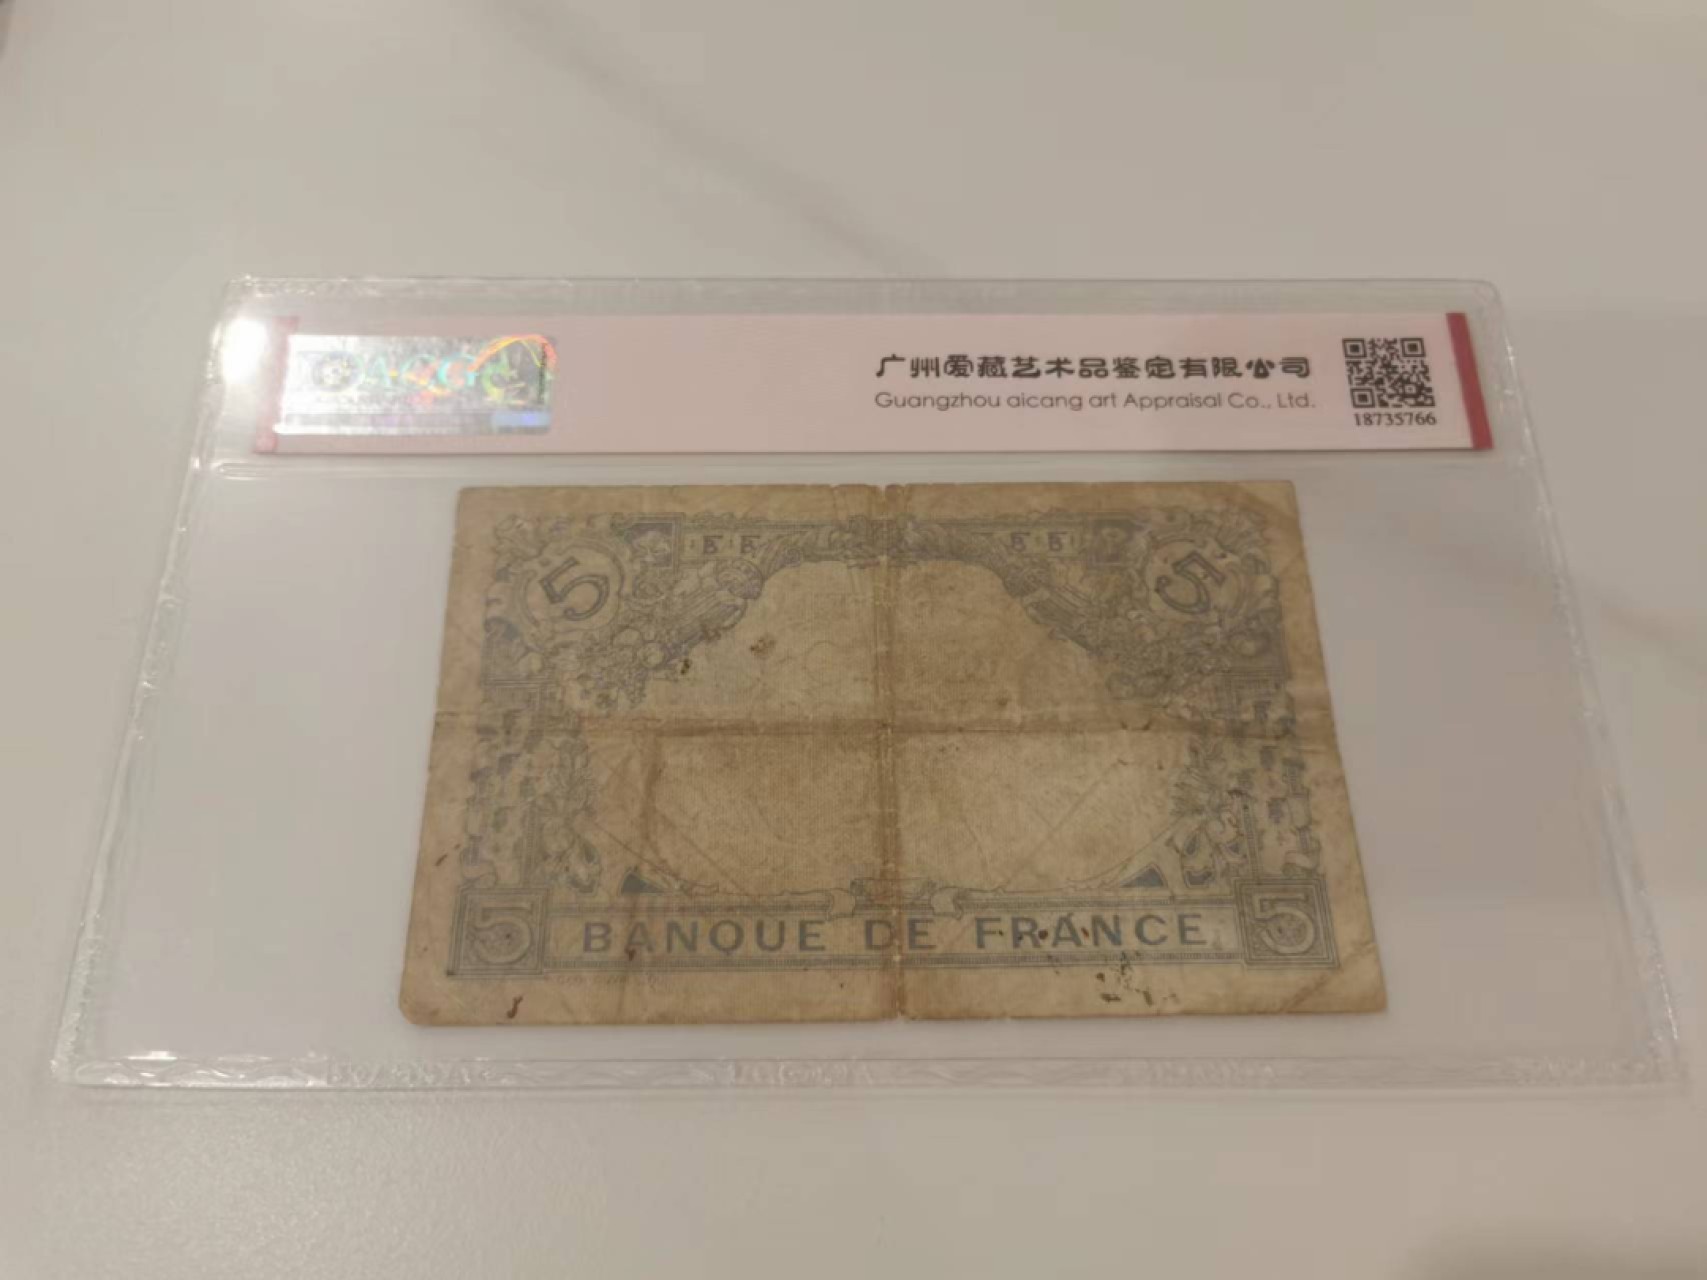 ACGA
广州爱藏艺术品鉴定有限公司
Guangzhou aicang art Appraisal Co., Ltd.
18735766
B F B F
5 5
5 BANQUE DE FRANCE 5